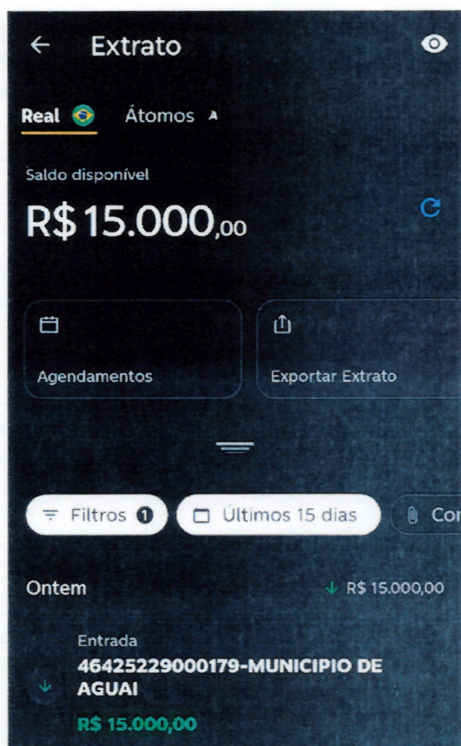 Extrato
Real Átomos
Saldo disponível
R$ 15.000,00
Agendamentos Exportar Extrato
Filtros 1 Últimos 15 dias Cor
Ontem R$ 15.000,00
Entrada
46425229000179-MUNICIPIO DE
AGUAI
R$ 15.000,00